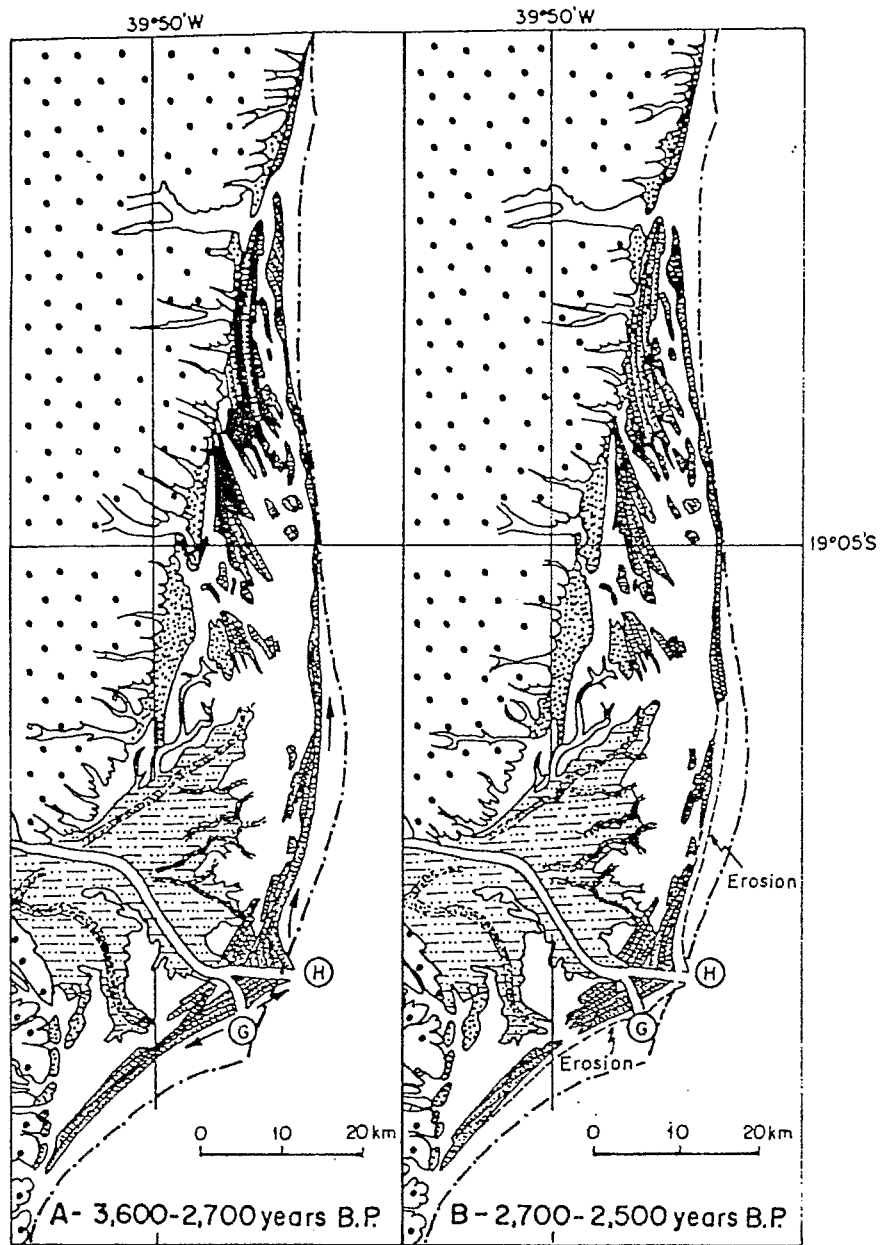 39°50'W
39°50'W
19°05'S
Erosion
H
H
G
G
Erosion
0 10 20 km
0 10 20 km
A- 3,600-2,700 years B.P.
B-2,700-2,500 years B.P.